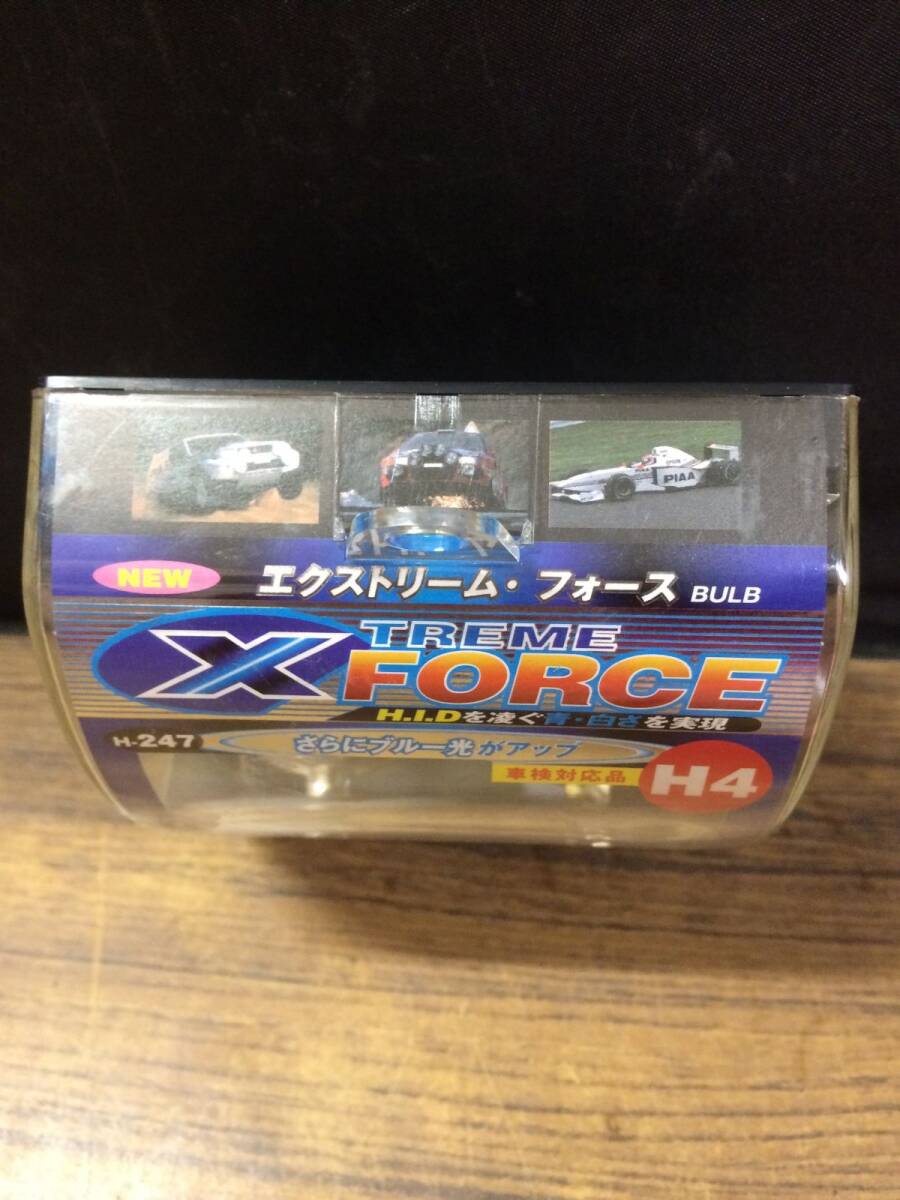 PIAA
NEW エクストリーム・フォース BULB
XTREME
FORCE
H.I.Dを凌ぐ青・白さを実現
H-247 さらにブルー光がアップ
車検対応品 H4